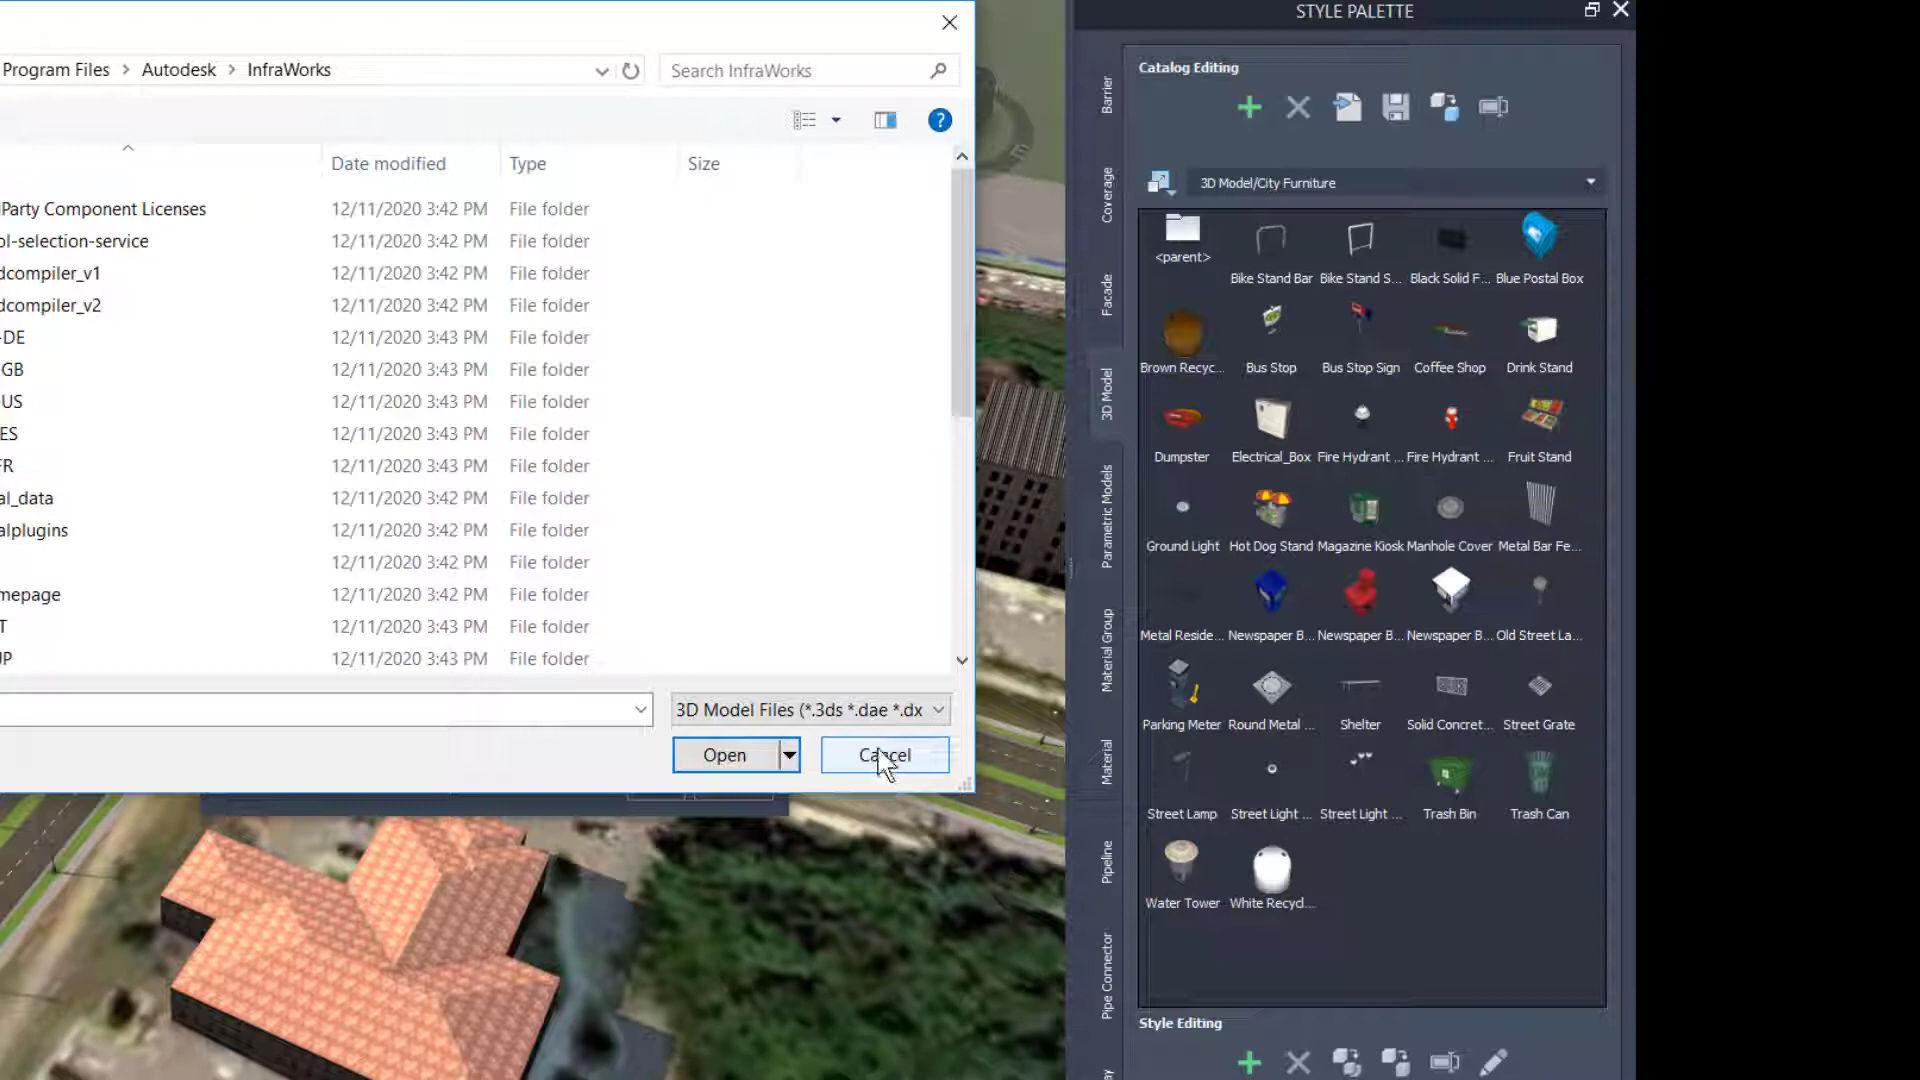 Program Files > Autodesk > InfraWorks
Search InfraWorks
?
Date modified Type Size
Party Component Licenses 12/11/2020 3:42 PM File folder
ol-selection-service 12/11/2020 3:42 PM File folder
dcompiler_v1 12/11/2020 3:42 PM File folder
dcompiler_v2 12/11/2020 3:42 PM File folder
-DE 12/11/2020 3:42 PM File folder
GB 12/11/2020 3:42 PM File folder
US 12/11/2020 3:43 PM File folder
ES 12/11/2020 3:43 PM File folder
FR 12/11/2020 3:43 PM File folder
al_data 12/11/2020 3:42 PM File folder
alplugins 12/11/2020 3:42 PM File folder
12/11/2020 3:42 PM File folder
mepage 12/11/2020 3:42 PM File folder
T 12/11/2020 3:43 PM File folder
JP 12/11/2020 3:43 PM File folder
3D Model Files (*.3ds *.dae *.dx
Open Cancel
E
STYLE PALETTE
Barrier
Coverage
Facade
3D Model
Parametric Models
Material Group
Material
Pipeline
Pipe Connector
ay
Catalog Editing
3D Model/City Furniture
<parent> Bike Stand Bar Bike Stand S... Black Solid F... Blue Postal Box
Brown Recyc... Bus Stop Bus Stop Sign Coffee Shop Drink Stand
Dumpster Electrical_Box Fire Hydrant ... Fire Hydrant ... Fruit Stand
Ground Light Hot Dog Stand Magazine Kiosk Manhole Cover Metal Bar Fe...
Metal Reside... Newspaper B... Newspaper B... Newspaper B... Old Street La...
Parking Meter Round Metal ... Shelter Solid Concret... Street Grate
Street Lamp Street Light ... Street Light ... Trash Bin Trash Can
Water Tower White Recycl...
Style Editing